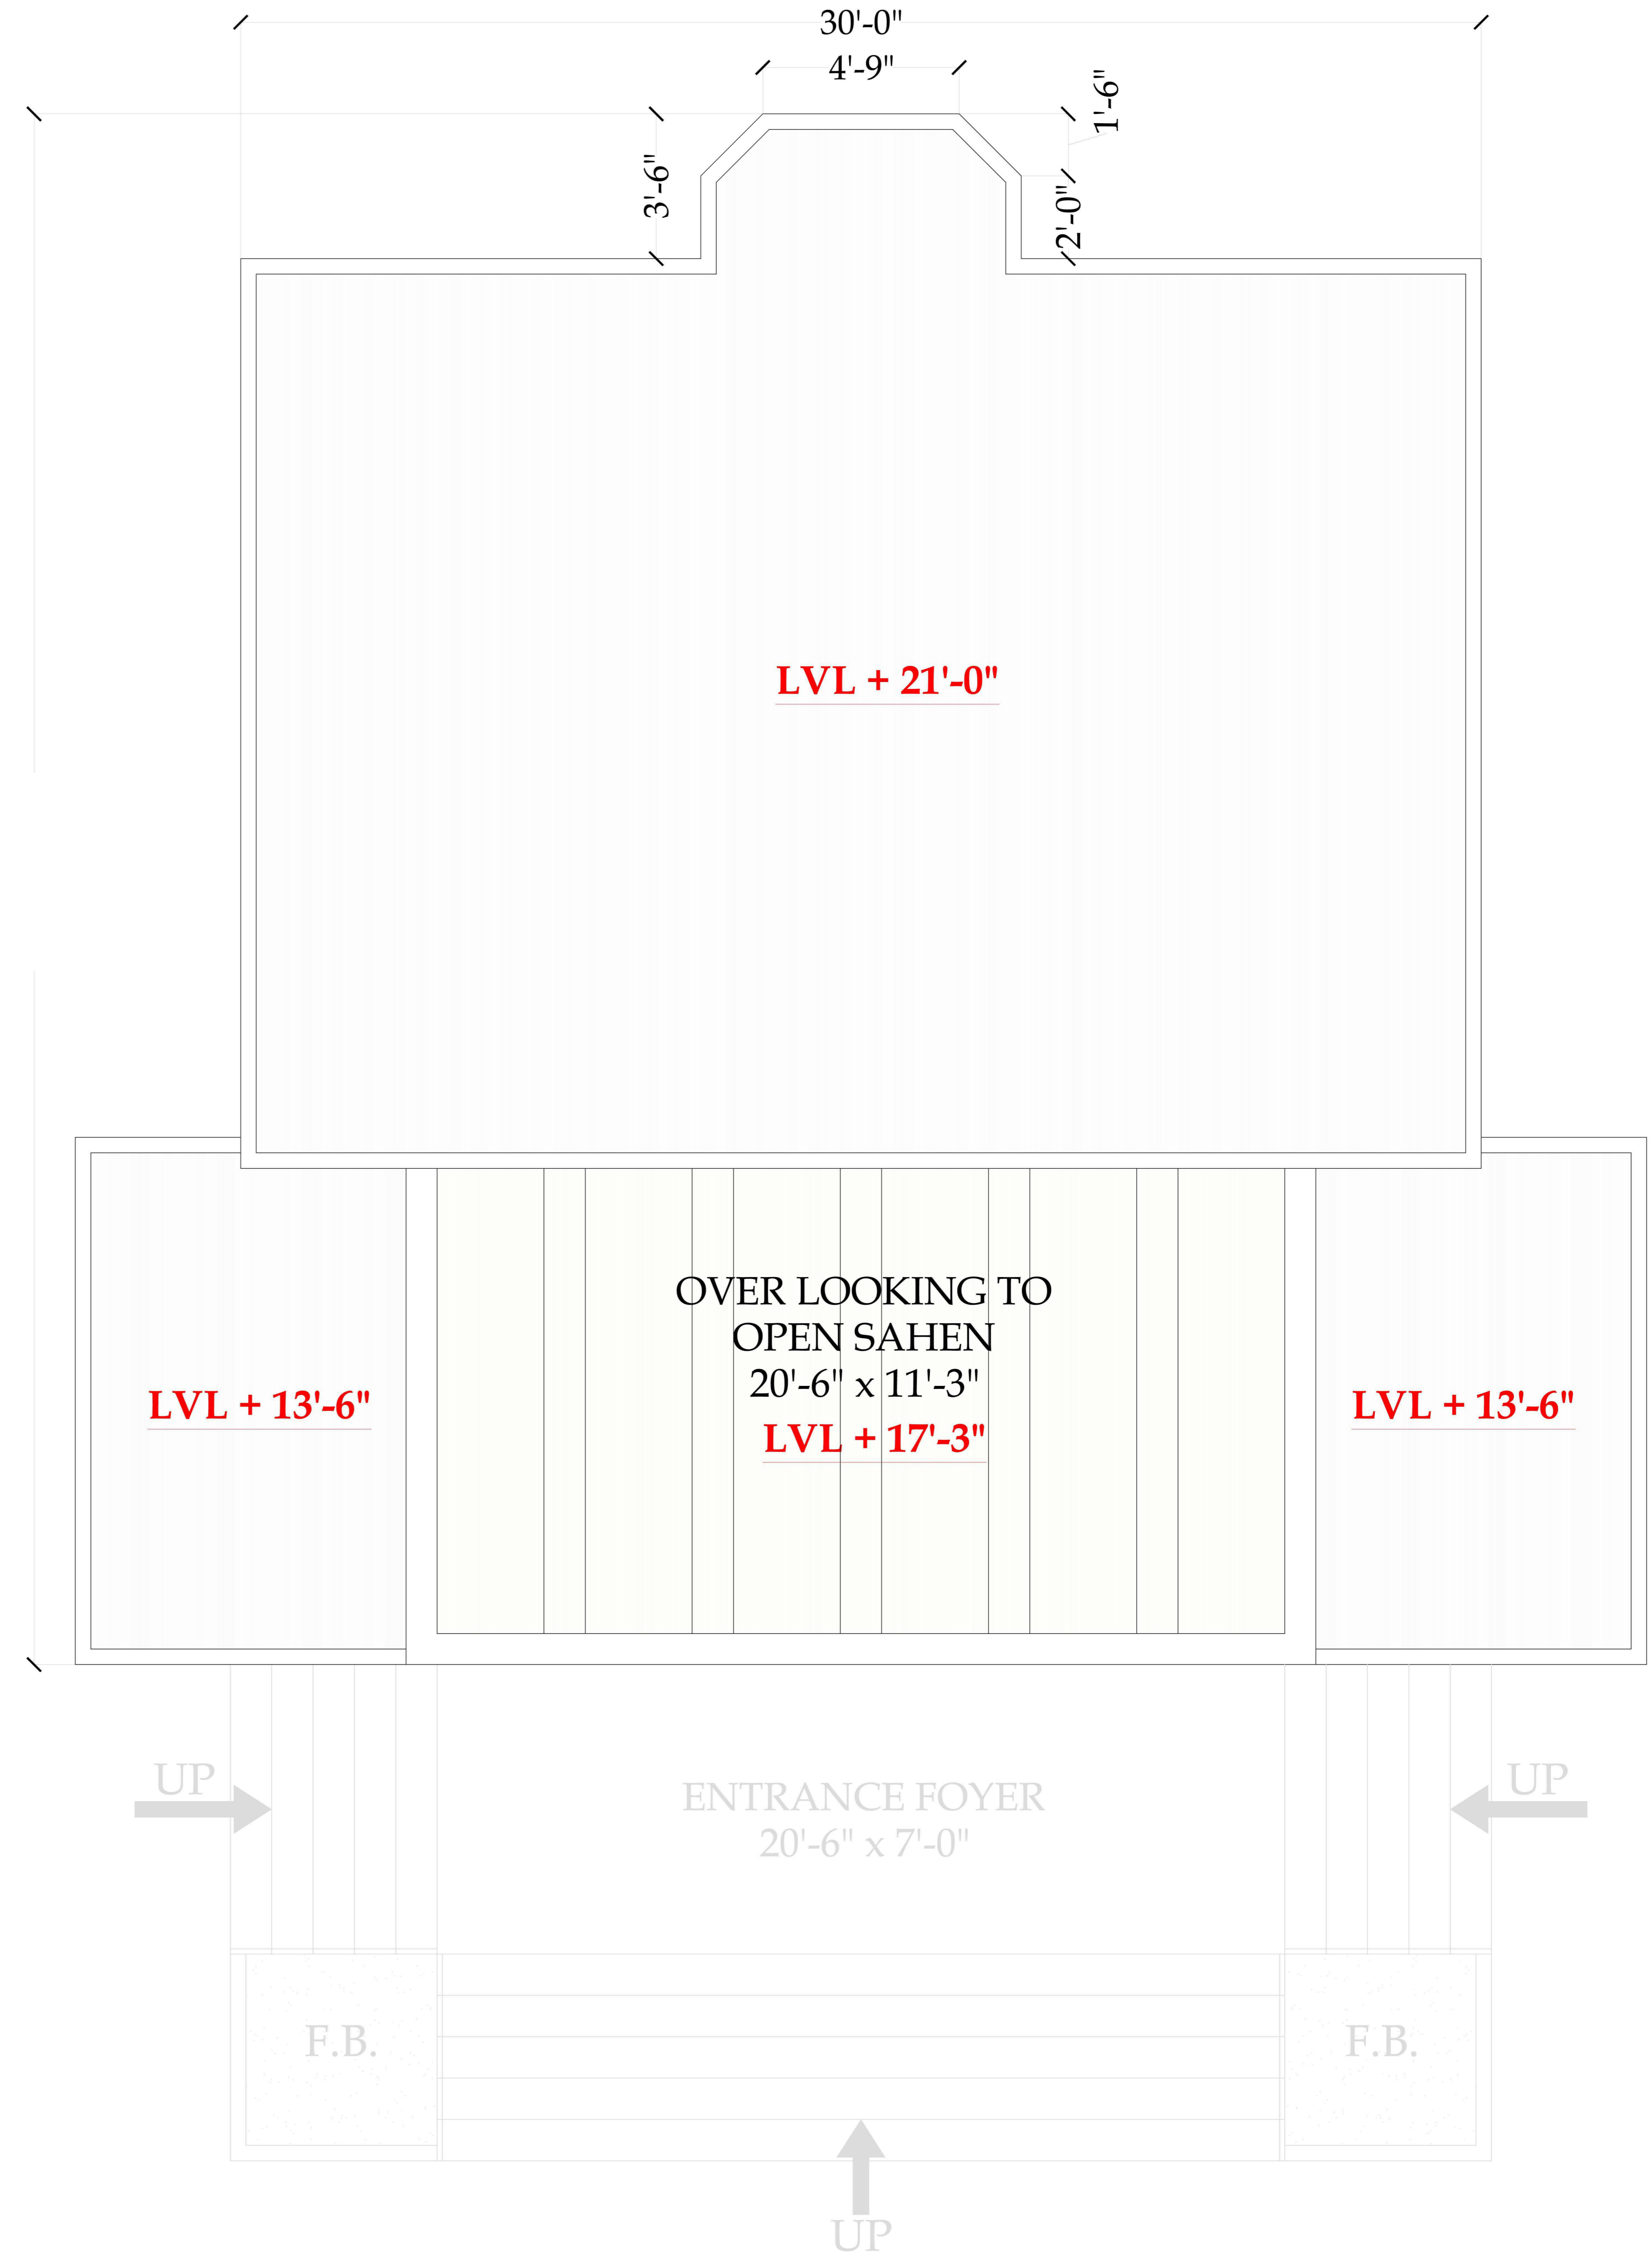 30'-0"
4'-9"
1'-6"
3'-6"
2'-0"
LVL + 21'-0"
OVER LOOKING TO
OPEN SAHEN
20'-6" x 11'-3"
LVL + 17'-3"
LVL + 13'-6"
LVL + 13'-6"
UP
UP
ENTRANCE FOYER
20'-6" x 7'-0"
F.B.
F.B.
UP